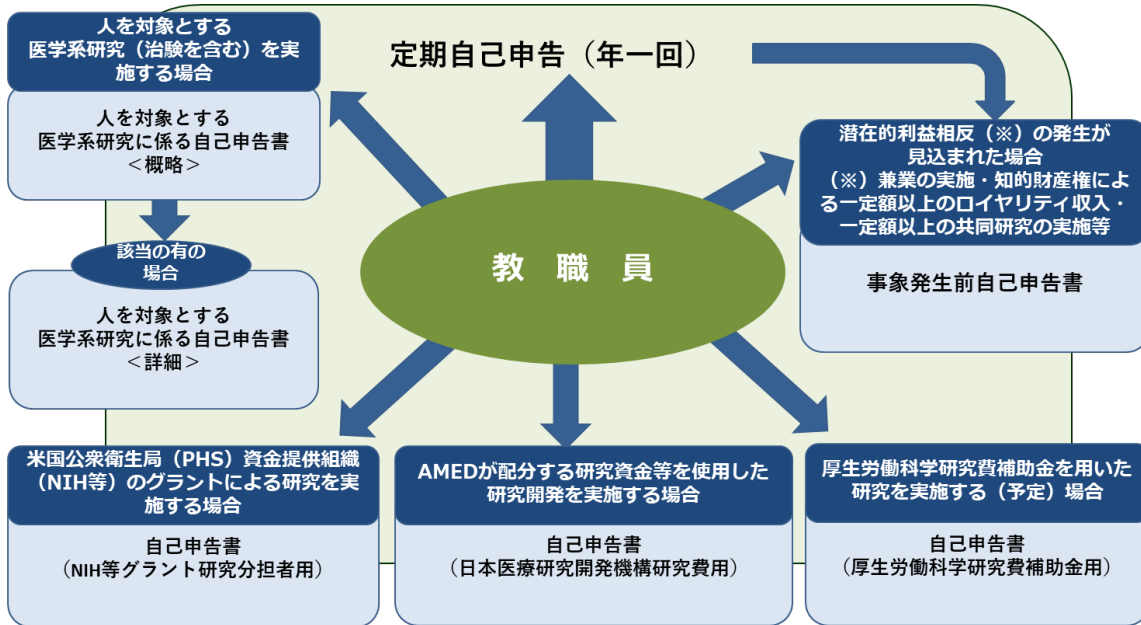 人を対象とする
医学系研究（治験を含む）を実
施する場合
人を対象とする
医学系研究に係る自己申告書
＜概略＞
該当の有の
場合
人を対象とする
医学系研究に係る自己申告書
＜詳細＞
定期自己申告（年一回）
潜在的利益相反（※）の発生が
見込まれた場合
（※）兼業の実施・知的財産権によ
る一定額以上のロイヤリティ収入・
一定額以上の共同研究の実施等
事象発生前自己申告書
教 職 員
米国公衆衛生局（PHS）資金提供組織
（NIH等）のグラントによる研究を実
施する場合
自己申告書
（NIH等グラント研究分担者用）
AMEDが配分する研究資金等を使用した
研究開発を実施する場合
自己申告書
（日本医療研究開発機構研究費用）
厚生労働科学研究費補助金を用いた
研究を実施する（予定）場合
自己申告書
（厚生労働科学研究費補助金用）